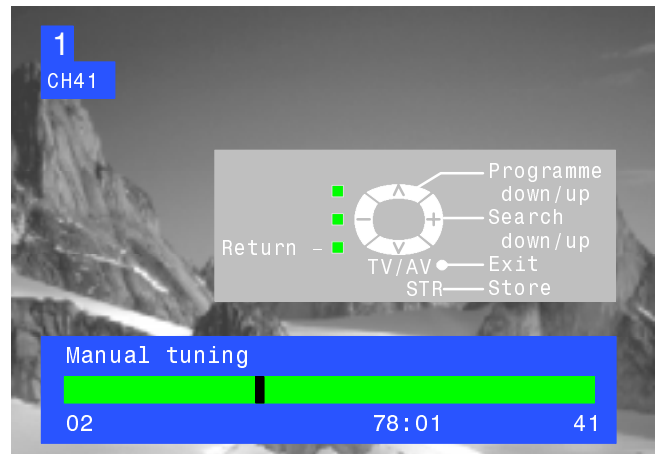 1
CH41
Programme
down/up
Search
down/up
Return –
TV/AV Exit
STR Store
Manual tuning
02 78:01 41